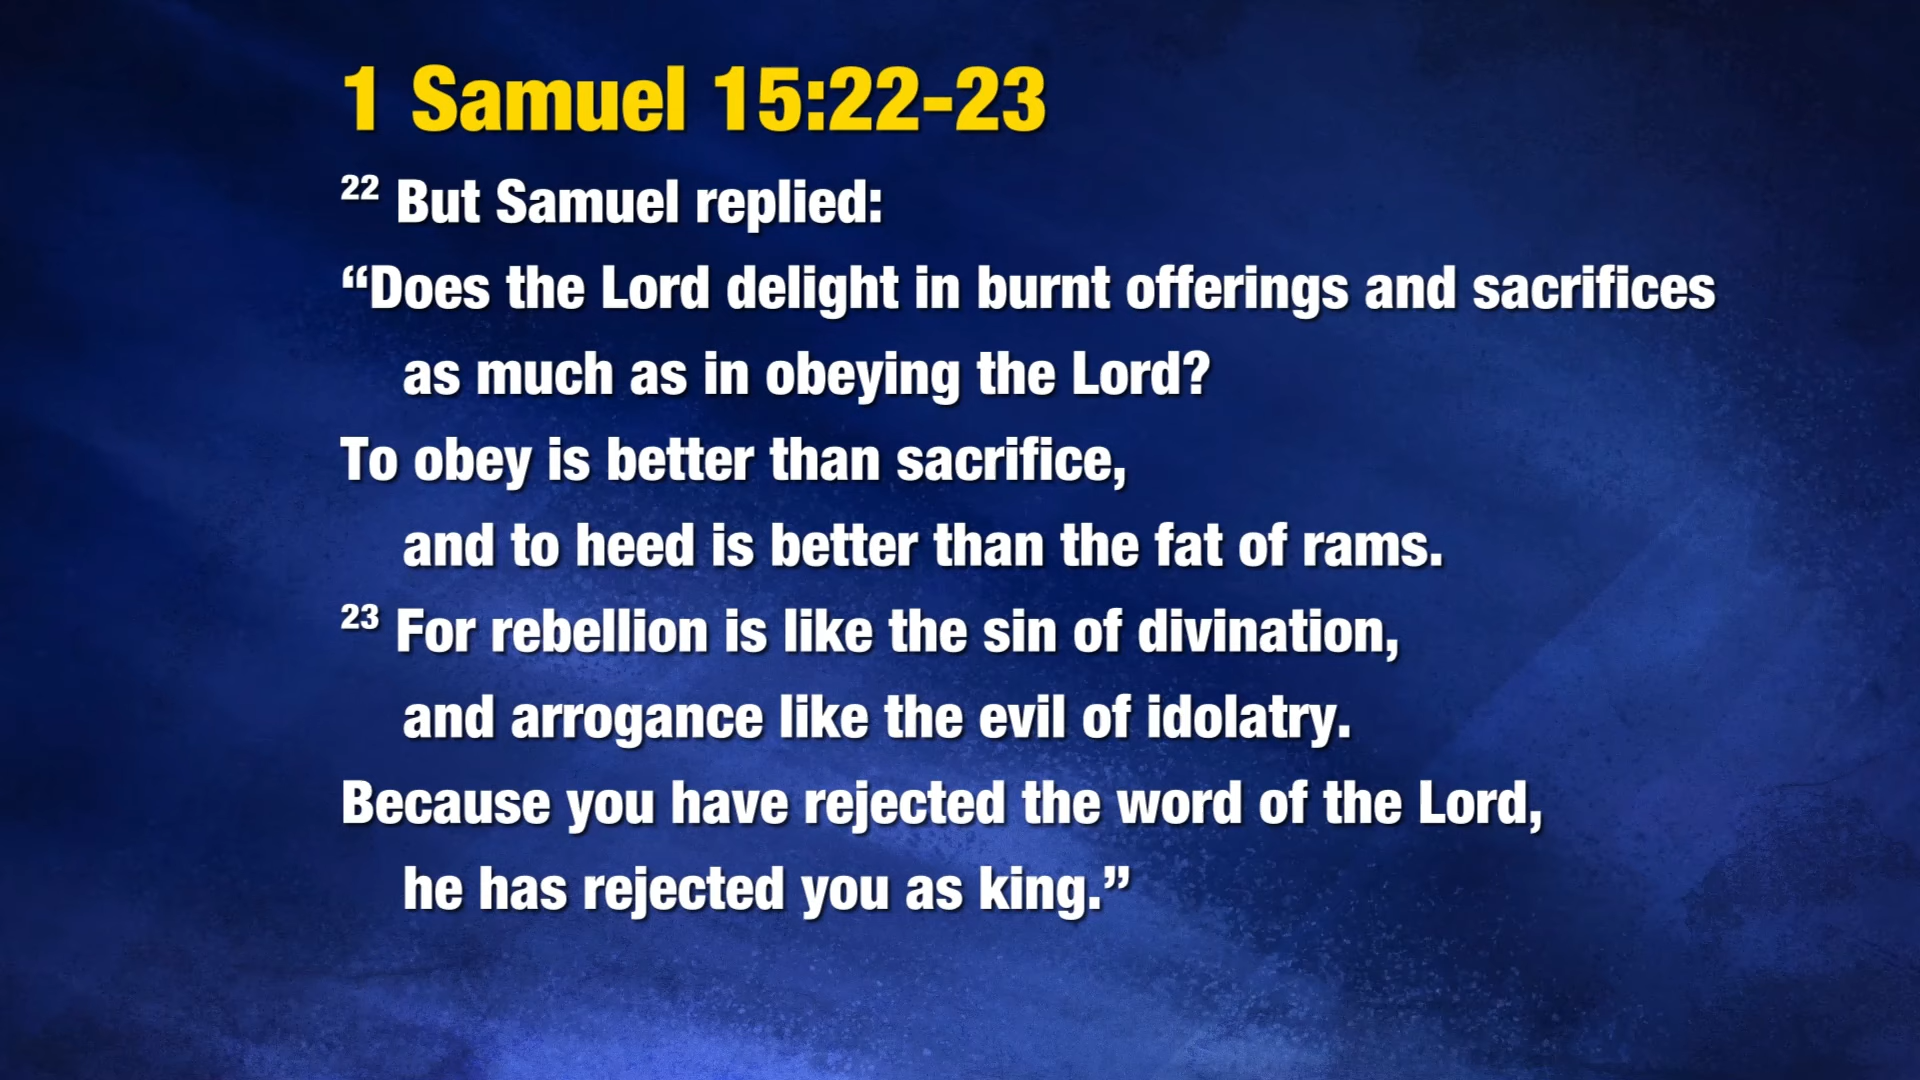 1 Samuel 15:22-23
22 But Samuel replied:
“Does the Lord delight in burnt offerings and sacrifices
as much as in obeying the Lord?
To obey is better than sacrifice,
and to heed is better than the fat of rams.
23 For rebellion is like the sin of divination,
and arrogance like the evil of idolatry.
Because you have rejected the word of the Lord,
he has rejected you as king.”